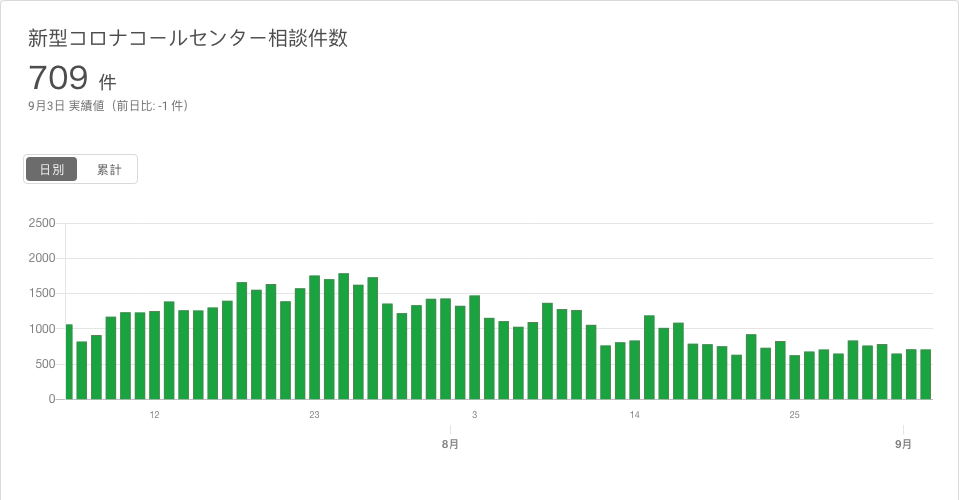 新型コロナコールセンター相談件数
709 件
9月3日 実績値（前日比: -1 件）
日別 累計
2500
2000
1500
1000
500
0
12 23 3 14 25
8月 9月